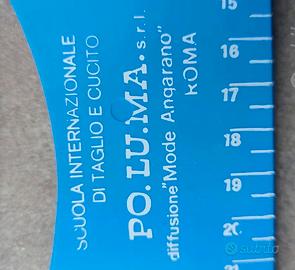 SCUOLA INTERNAZIONALE
DI TAGLIO E CUCITO
PO.LU.MA. s.r.l.
diffusione "Mode Angarano"
ROMA
15
16
17
18
19
20
21
subito